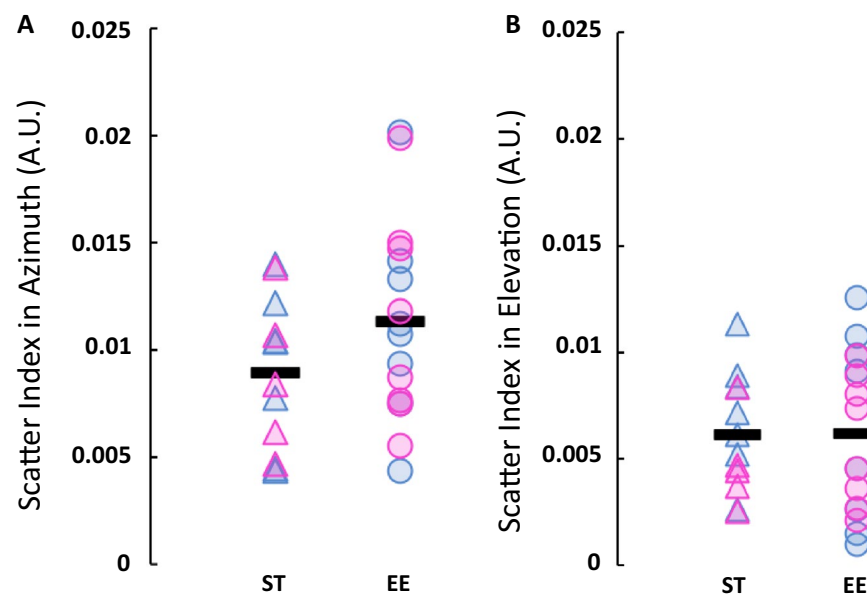 A
Scatter Index in Azimuth (A.U.)
0.025
0.02
0.015
0.01
0.005
0
ST EE
B
Scatter Index in Elevation (A.U.)
0.025
0.02
0.015
0.01
0.005
0
ST EE